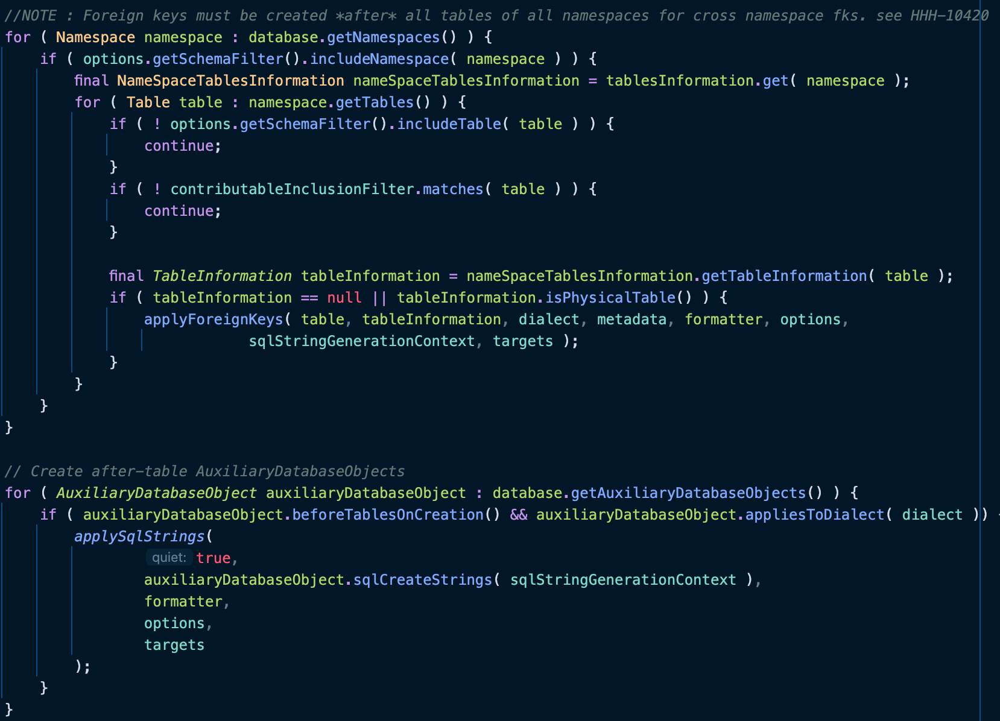 //NOTE : Foreign keys must be created *after* all tables of all namespaces for cross namespace fks. see HHH-10420
for ( Namespace namespace : database.getNamespaces() ) {
    if ( options.getSchemaFilter().includeNamespace( namespace ) ) {
        final NameSpaceTablesInformation nameSpaceTablesInformation = tablesInformation.get( namespace );
        for ( Table table : namespace.getTables() ) {
            if ( ! options.getSchemaFilter().includeTable( table ) ) {
                continue;
            }
            if ( ! contributableInclusionFilter.matches( table ) ) {
                continue;
            }
            final TableInformation tableInformation = nameSpaceTablesInformation.getTableInformation( table );
            if ( tableInformation == null || tableInformation.isPhysicalTable() ) {
                applyForeignKeys( table, tableInformation, dialect, metadata, formatter, options,
                            sqlStringGenerationContext, targets );
            }
        }
    }
}
// Create after-table AuxiliaryDatabaseObjects
for ( AuxiliaryDatabaseObject auxiliaryDatabaseObject : database.getAuxiliaryDatabaseObjects() ) {
    if ( auxiliaryDatabaseObject.beforeTablesOnCreation() && auxiliaryDatabaseObject.appliesToDialect( dialect )) {
        applySqlStrings(
                quiet: true,
                auxiliaryDatabaseObject.sqlCreateStrings( sqlStringGenerationContext ),
                formatter,
                options,
                targets
        );
    }
}